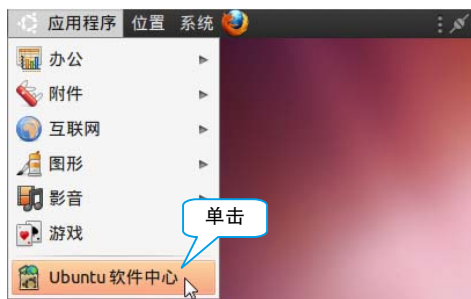 应用程序 位置 系统
办公
附件
互联网
图形
影音
单击
游戏
Ubuntu 软件中心